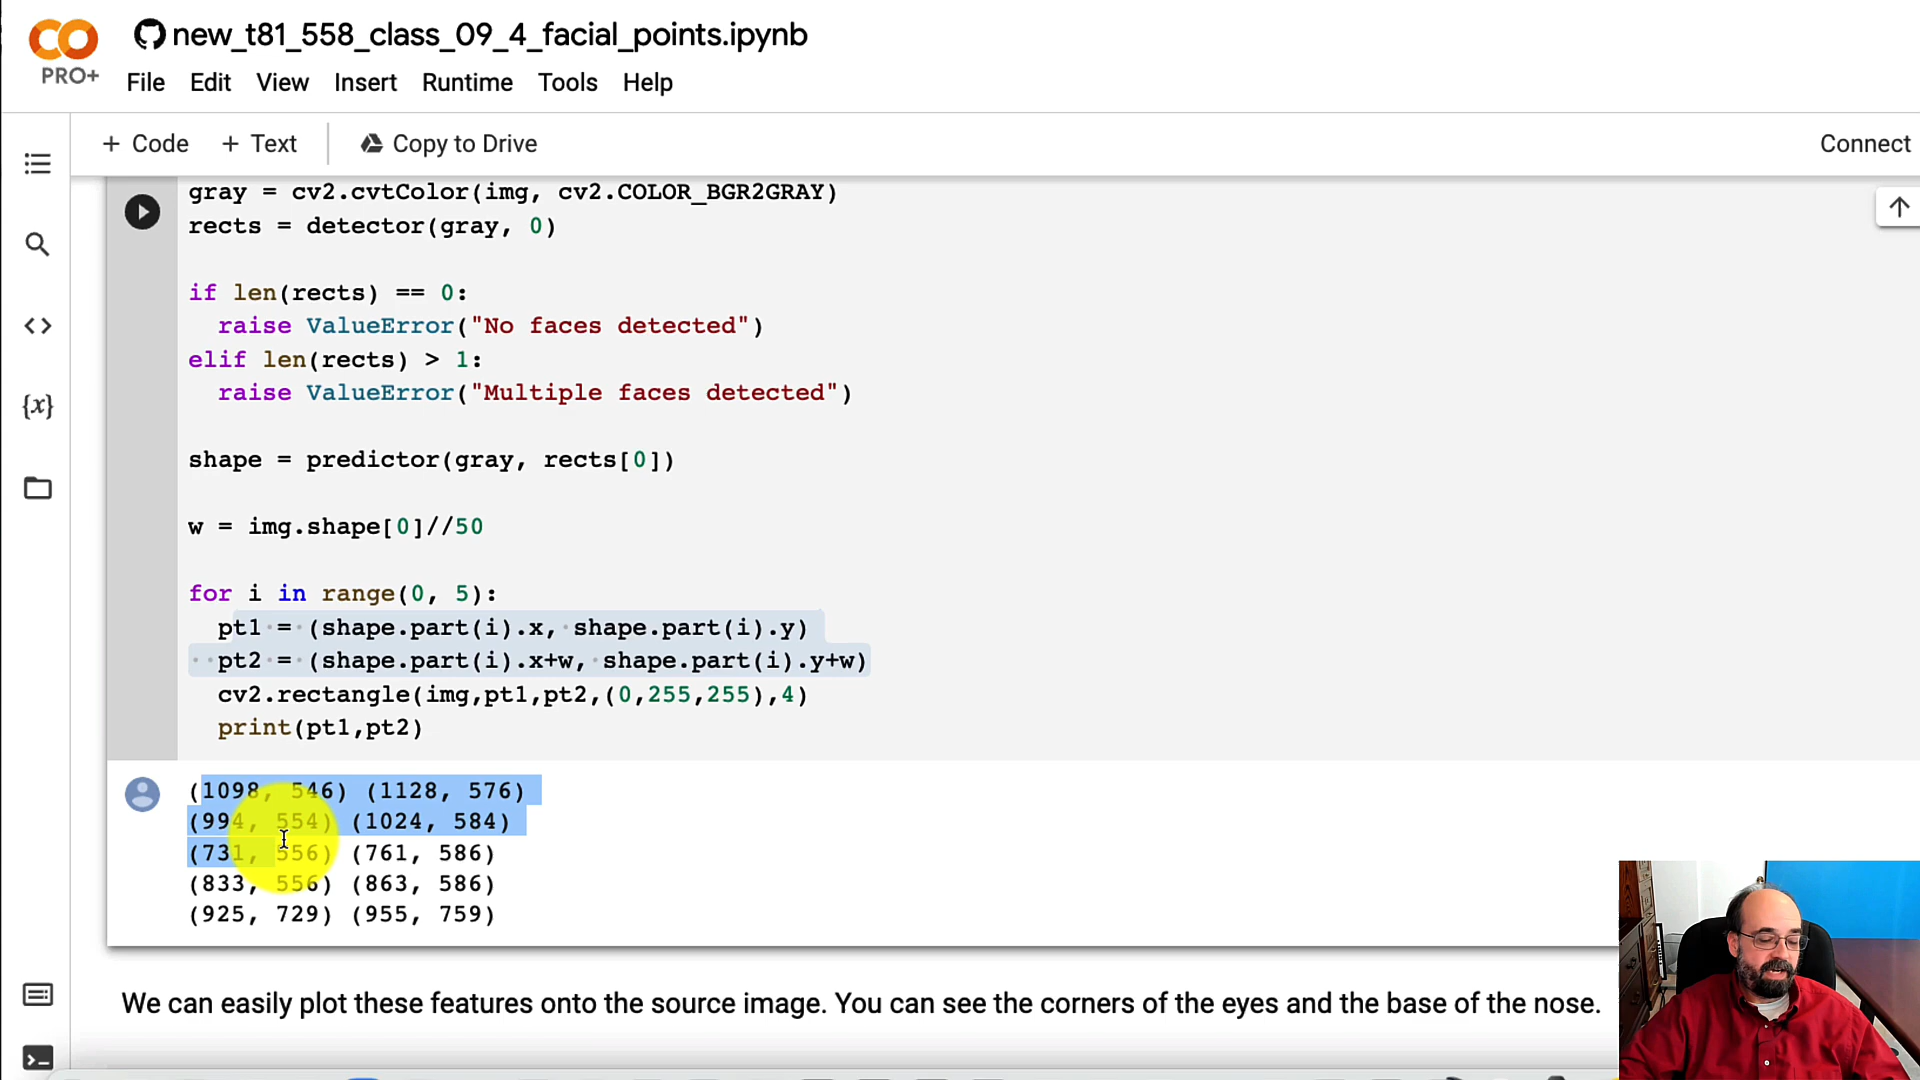 new_t81_558_class_09_4_facial_points.ipynb
PRO+
File Edit View Insert Runtime Tools Help
+ Code + Text Copy to Drive Connect
gray = cv2.cvtColor(img, cv2.COLOR_BGR2GRAY)
rects = detector(gray, 0)
if len(rects) == 0:
raise ValueError("No faces detected")
elif len(rects) > 1:
raise ValueError("Multiple faces detected")
shape = predictor(gray, rects[0])
w = img.shape[0]//50
for i in range(0, 5):
pt1 = (shape.part(i).x, shape.part(i).y)
pt2 = (shape.part(i).x+w, shape.part(i).y+w)
cv2.rectangle(img,pt1,pt2,(0,255,255),4)
print(pt1,pt2)
(1098, 546) (1128, 576)
(994, 554) (1024, 584)
(731, 556) (761, 586)
(833, 556) (863, 586)
(925, 729) (955, 759)
We can easily plot these features onto the source image. You can see the corners of the eyes and the base of the nose.